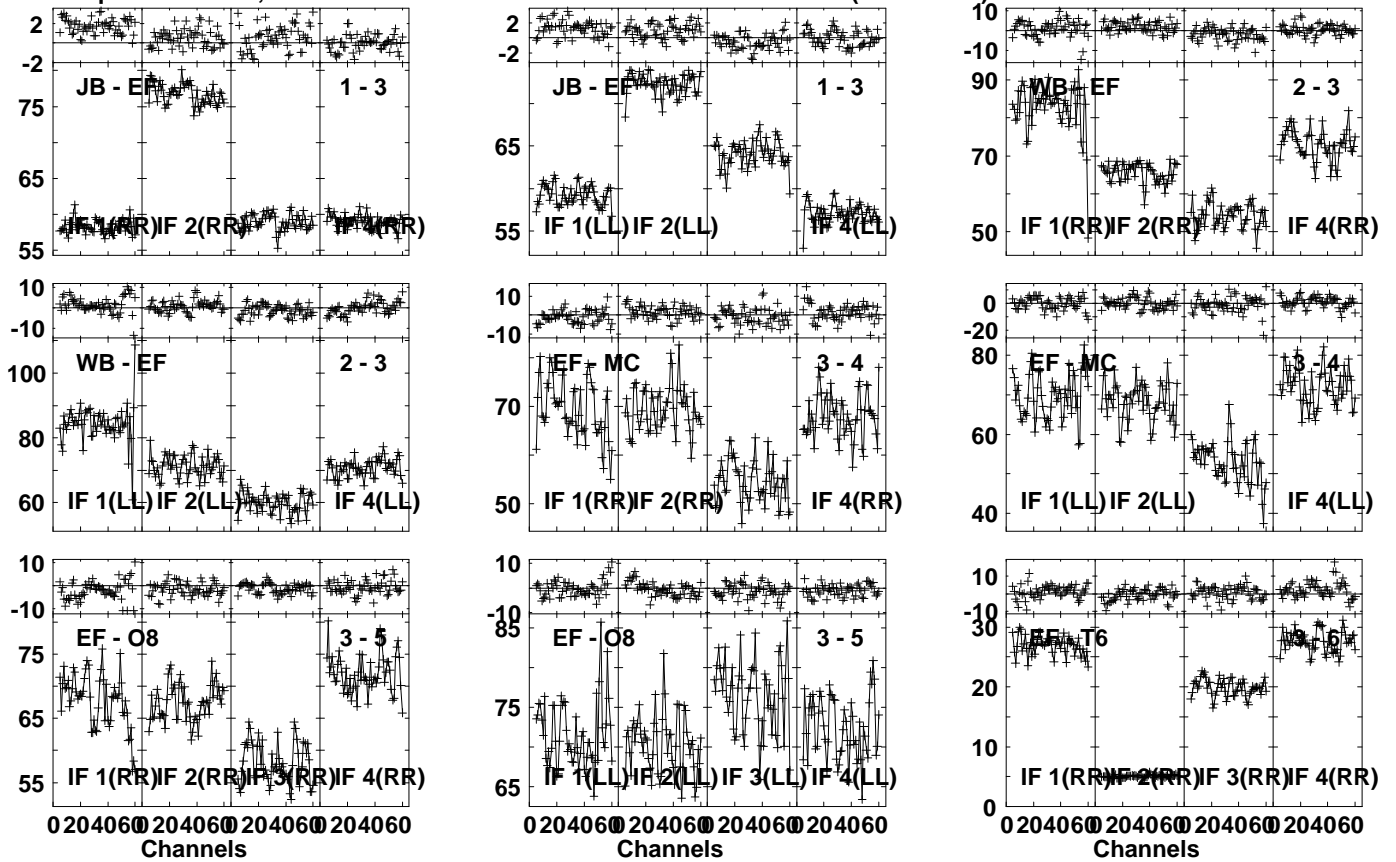 2
-2
75
65
55
JB - EF
1 - 3
IF 1(RR)
IF 2(RR)
IF 4(RR)
2
-2
65
55
JB - EF
1 - 3
IF 1(LL)
IF 2(LL)
IF 4(LL)
10
-10
90
70
50
WB - EF
2 - 3
IF 1(RR)
IF 2(RR)
IF 4(RR)
10
-10
100
80
60
WB - EF
2 - 3
IF 1(LL)
IF 2(LL)
IF 4(LL)
10
-10
70
50
EF - MC
3 - 4
IF 1(RR)
IF 2(RR)
IF 4(RR)
0
-20
80
60
40
EF - MC
3 - 4
IF 1(LL)
IF 2(LL)
IF 4(LL)
10
-10
75
65
55
EF - O8
3 - 5
IF 1(RR)
IF 2(RR)
IF 3(RR)
IF 4(RR)
0 20 40 60 0 20 40 60 0 20 40 60 0 20 40 60
Channels
10
-10
85
75
65
EF - O8
3 - 5
IF 1(LL)
IF 2(LL)
IF 3(LL)
IF 4(LL)
0 20 40 60 0 20 40 60 0 20 40 60 0 20 40 60
Channels
10
-10
30
20
10
0
EF - T6
3 - 6
IF 1(RR)
IF 2(RR)
IF 3(RR)
IF 4(RR)
0 20 40 60 0 20 40 60 0 20 40 60 0 20 40 60
Channels